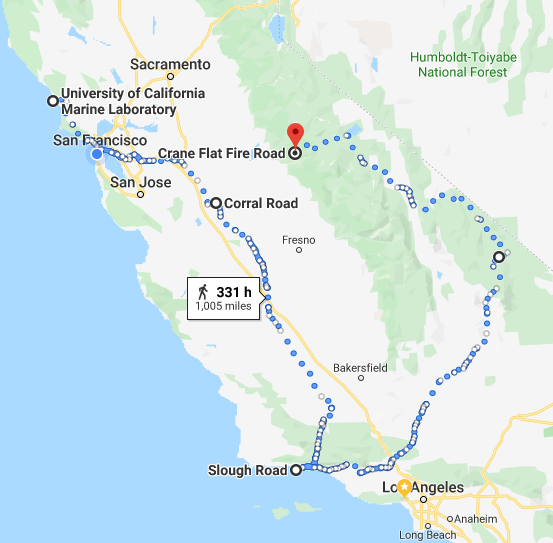 Humboldt-Toiyabe
National Forest
Sacramento
University of California
Marine Laboratory
San Francisco
Crane Flat Fire Road
San Jose
Corral Road
Fresno
331 h
1,005 miles
Bakersfield
Slough Road
Los Angeles
Anaheim
Long Beach